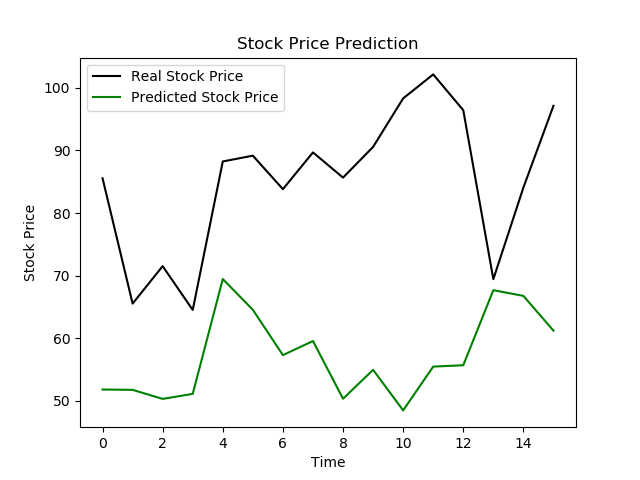 Stock Price Prediction
Real Stock Price
Predicted Stock Price
Stock Price
100
90
80
70
60
50
0 2 4 6 8 10 12 14
Time